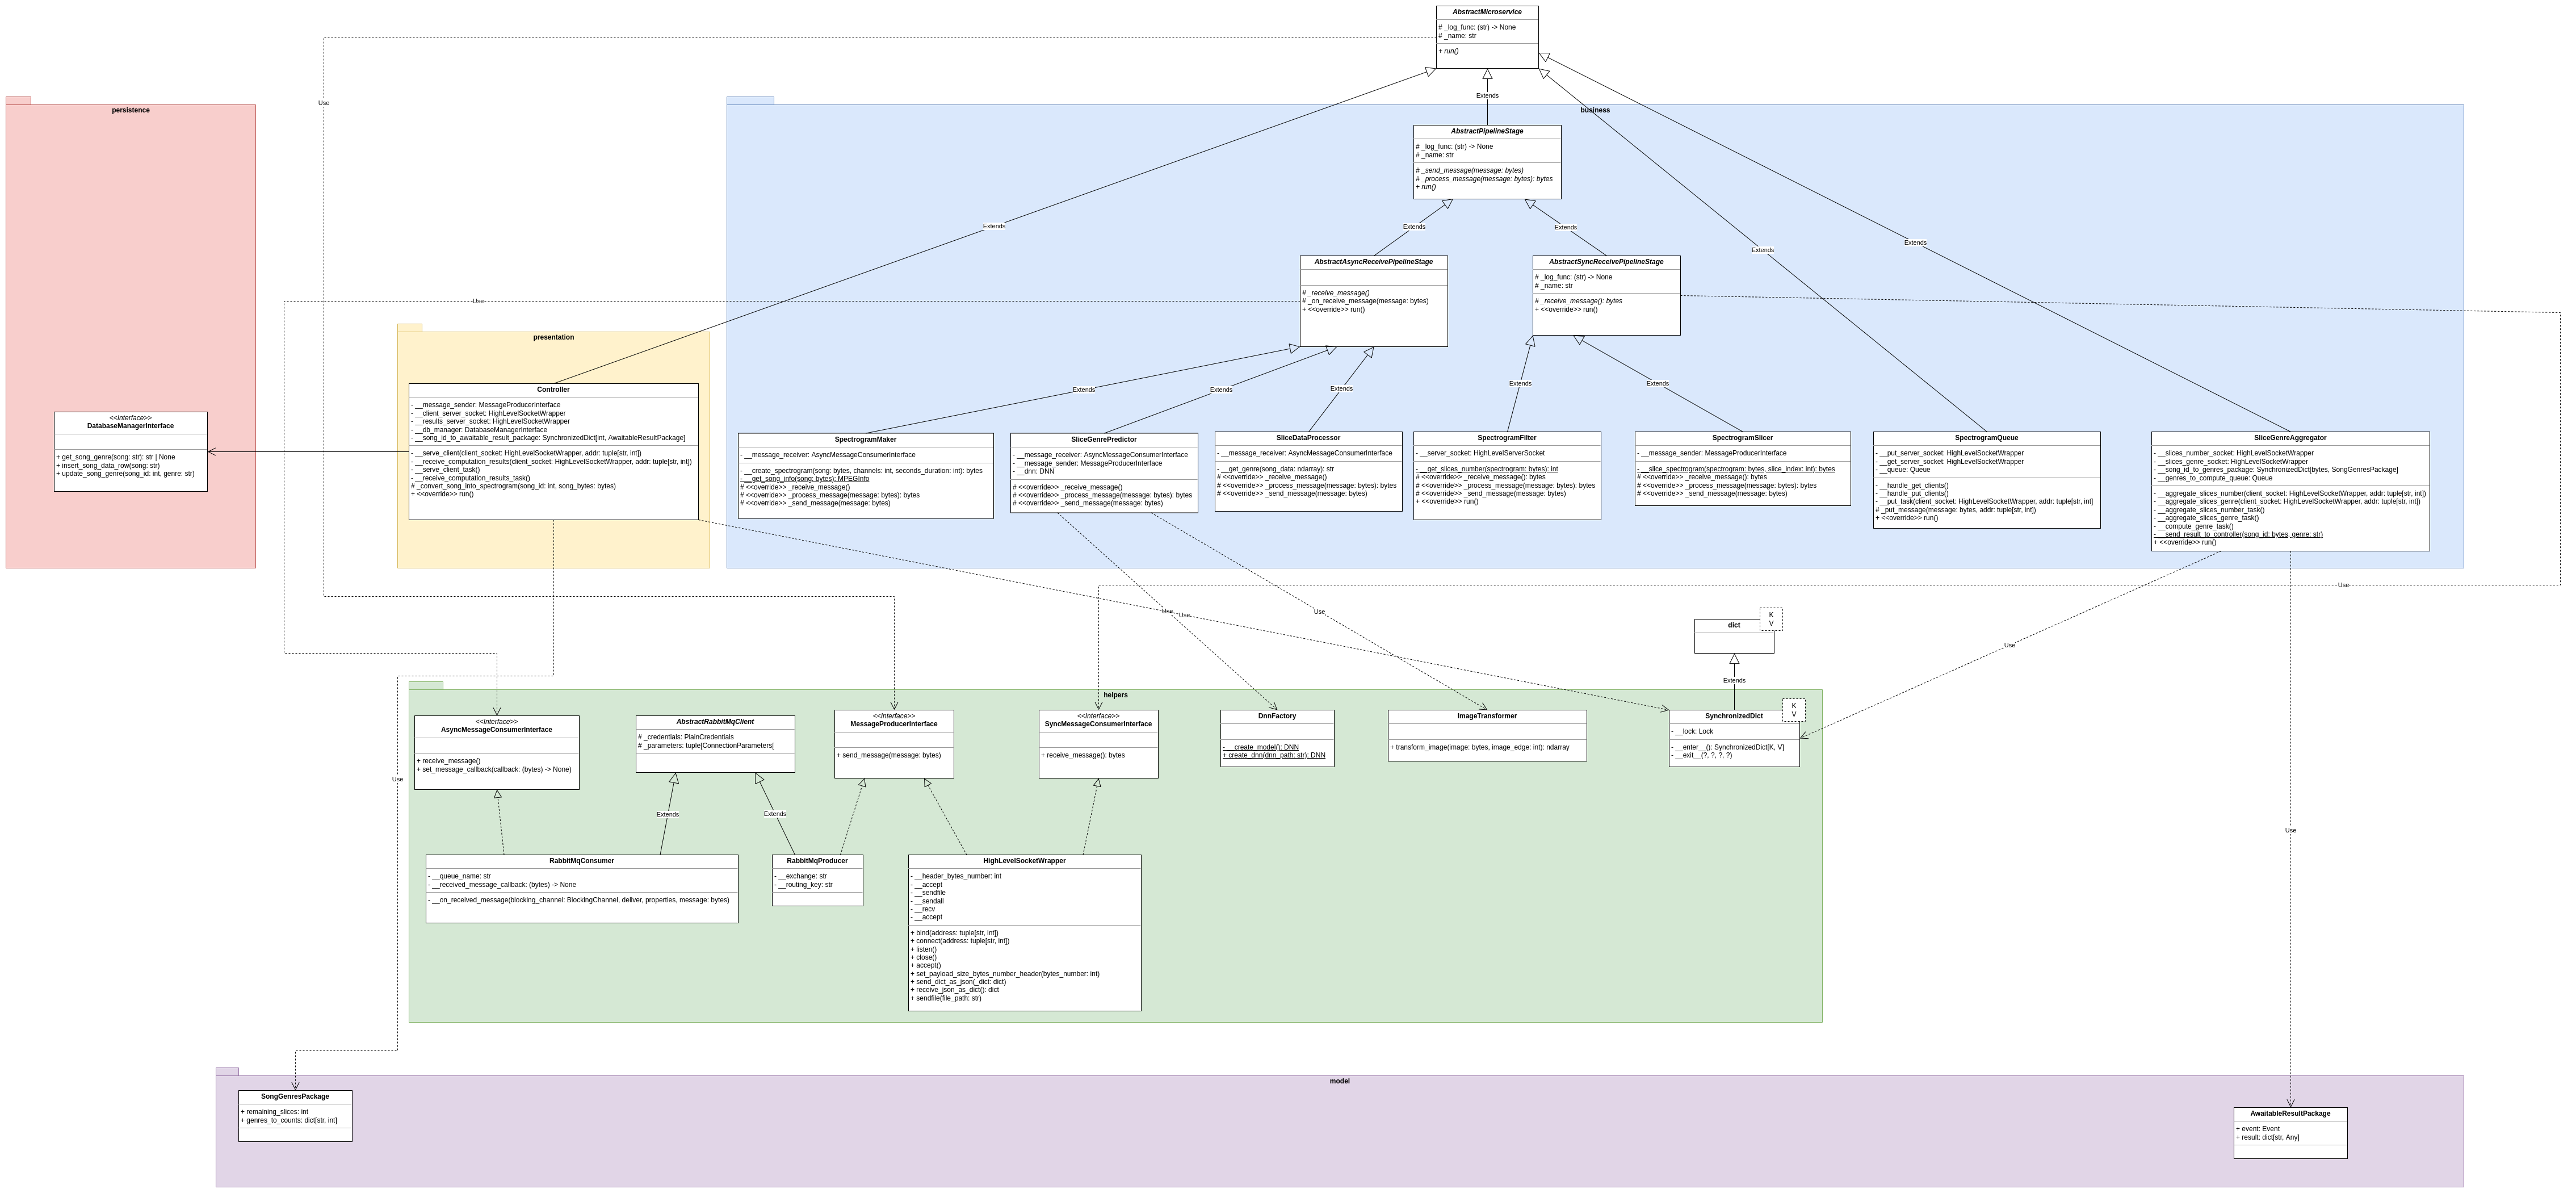 AbstractMicroservice
# _log_func: (str) -> None
# _name: str
+ run()
Use
Extends
persistence
business
AbstractPipelineStage
# _log_func: (str) -> None
# _name: str
# _send_message(message: bytes)
# _process_message(message: bytes): bytes
+ run()
Extends
Extends
Extends
Extends
Extends
AbstractAsyncReceivePipelineStage
# _receive_message()
# _on_receive_message(message: bytes)
+ <<override>> run()
AbstractSyncReceivePipelineStage
# _log_func: (str) -> None
# _name: str
# _receive_message(): bytes
+ <<override>> run()
Use
presentation
Controller
- __message_sender: MessageProducerInterface
- __client_server_socket: HighLevelSocketWrapper
- __results_server_socket: HighLevelSocketWrapper
- __db_manager: DatabaseManagerInterface
- __song_id_to_awaitable_result_package: SynchronizedDict[int, AwaitableResultPackage]
- __serve_client(client_socket: HighLevelSocketWrapper, addr: tuple[str, int])
- __receive_computation_results(client_socket: HighLevelSocketWrapper, addr: tuple[str, int])
- __serve_client_task()
- __receive_computation_results_task()
# _convert_song_into_spectrogram(song_id: int, song_bytes: bytes)
+ <<override>> run()
<<Interface>>
DatabaseManagerInterface
+ get_song_genre(song: str): str | None
+ insert_song_data_row(song: str)
+ update_song_genre(song_id: int, genre: str)
Extends
Extends
Extends
Extends
Extends
SpectrogramMaker
- __message_receiver: AsyncMessageConsumerInterface
- __create_spectrogram(song: bytes, channels: int, seconds_duration: int): bytes
- __get_song_info(song: bytes): MPEGInfo
# <<override>> _receive_message()
# <<override>> _process_message(message: bytes): bytes
# <<override>> _send_message(message: bytes)
SliceGenrePredictor
- __message_receiver: AsyncMessageConsumerInterface
- __message_sender: MessageProducerInterface
- __dnn: DNN
# <<override>> _receive_message()
# <<override>> _process_message(message: bytes): bytes
# <<override>> _send_message(message: bytes)
SliceDataProcessor
- __message_receiver: AsyncMessageConsumerInterface
- __get_genre(song_data: ndarray): str
# <<override>> _receive_message()
# <<override>> _process_message(message: bytes): bytes
# <<override>> _send_message(message: bytes)
SpectrogramFilter
- __server_socket: HighLevelServerSocket
- __get_slices_number(spectrogram: bytes): int
# <<override>> _receive_message(): bytes
# <<override>> _process_message(message: bytes): bytes
# <<override>> _send_message(message: bytes)
+ <<override>> run()
SpectrogramSlicer
- __message_sender: MessageProducerInterface
- __slice_spectrogram(spectrogram: bytes, slice_index: int): bytes
# <<override>> _receive_message(): bytes
# <<override>> _process_message(message: bytes): bytes
# <<override>> _send_message(message: bytes)
SpectrogramQueue
- __put_server_socket: HighLevelSocketWrapper
- __get_server_socket: HighLevelSocketWrapper
- __queue: Queue
- __handle_get_clients()
- __handle_put_clients()
- __put_task(client_socket: HighLevelSocketWrapper, addr: tuple[str, int]
# _put_message(message: bytes, addr: tuple[str, int])
+ <<override>> run()
SliceGenreAggregator
- __slices_number_socket: HighLevelSocketWrapper
- __slices_genre_socket: HighLevelSocketWrapper
- __song_id_to_genres_package: SynchronizedDict[bytes, SongGenresPackage]
- __genres_to_compute_queue: Queue
- __aggregate_slices_number(client_socket: HighLevelSocketWrapper, addr: tuple[str, int])
- __aggregate_slices_genre(client_socket: HighLevelSocketWrapper, addr: tuple[str, int])
- __aggregate_slices_number_task()
- __aggregate_slices_genre_task()
- __compute_genre_task()
- __send_result_to_controller(song_id: bytes, genre: str)
+ <<override>> run()
Use
Use
Use
Use
Use
dict
K
V
Extends
helpers
<<Interface>>
AsyncMessageConsumerInterface
+ receive_message()
+ set_message_callback(callback: (bytes) -> None)
AbstractRabbitMqClient
# _credentials: PlainCredentials
# _parameters: tuple[ConnectionParameters[
<<Interface>>
MessageProducerInterface
+ send_message(message: bytes)
<<Interface>>
SyncMessageConsumerInterface
+ receive_message(): bytes
DnnFactory
- __create_model(): DNN
+ create_dnn(dnn_path: str): DNN
ImageTransformer
+ transform_image(image: bytes, image_edge: int): ndarray
SynchronizedDict
K
V
- __lock: Lock
- __enter__(): SynchronizedDict[K, V]
- __exit__(?, ?, ?, ?)
Use
Extends
Extends
Use
RabbitMqConsumer
- __queue_name: str
- __received_message_callback: (bytes) -> None
- __on_received_message(blocking_channel: BlockingChannel, deliver, properties, message: bytes)
RabbitMqProducer
- __exchange: str
- __routing_key: str
HighLevelSocketWrapper
- __header_bytes_number: int
- __accept
- __sendfile
- __sendall
- __recv
- __accept
+ bind(address: tuple[str, int])
+ connect(address: tuple[str, int])
+ listen()
+ close()
+ accept()
+ set_payload_size_bytes_number_header(bytes_number: int)
+ send_dict_as_json(_dict: dict)
+ receive_json_as_dict(): dict
+ sendfile(file_path: str)
model
SongGenresPackage
+ remaining_slices: int
+ genres_to_counts: dict[str, int]
AwaitableResultPackage
+ event: Event
+ result: dict[str, Any]